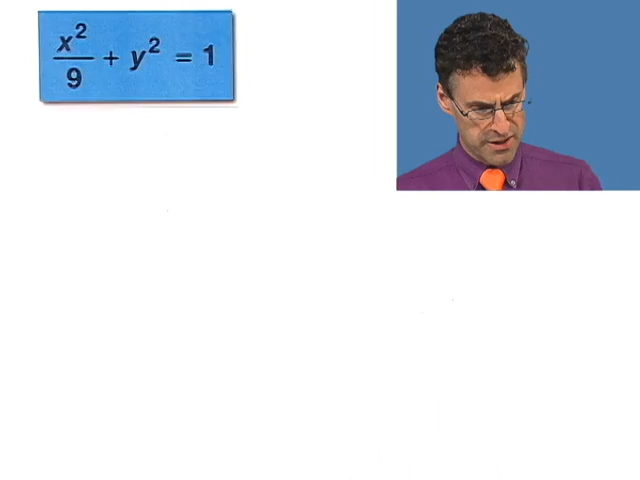 x²/9 + y² = 1